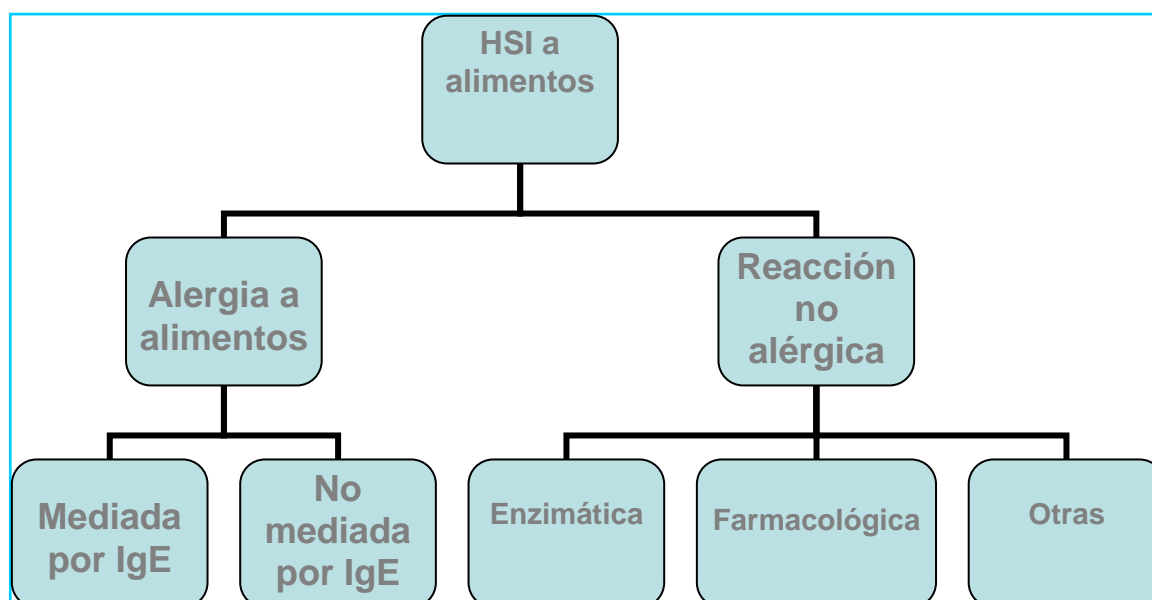 HSI a
alimentos
Alergia a
alimentos
Reacción
no
alérgica
Mediada
por IgE
No
mediada
por IgE
Enzimática
Farmacológica
Otras